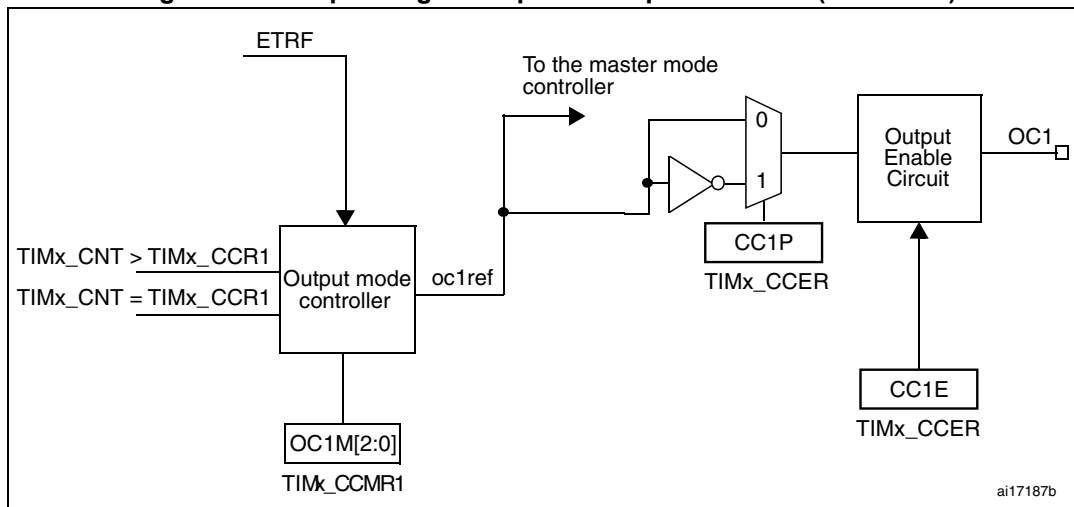 ETRF
To the master mode
controller
0
1
Output
Enable
Circuit
OC1
CC1P
TIMx_CCER
TIMx_CNT > TIMx_CCR1
TIMx_CNT = TIMx_CCR1
Output mode
controller
oc1ref
CC1E
TIMx_CCER
OC1M[2:0]
TIMx_CCMR1
ai17187b